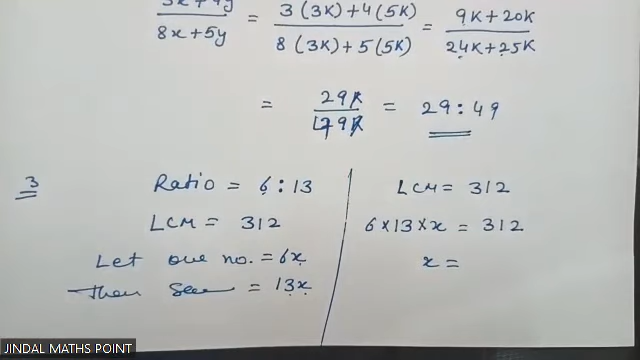 3x+4y / 8x+5y = 3(3K)+4(5K) / 8(3K)+5(5K) = 9K+20K / 24K+25K
= 29K / 49K = 29:49
3
Ratio = 6:13
LCM = 312
Let one no. = 6x
Then = 13x
LCM = 312
6×13×x = 312
x =
JINDAL MATHS POINT